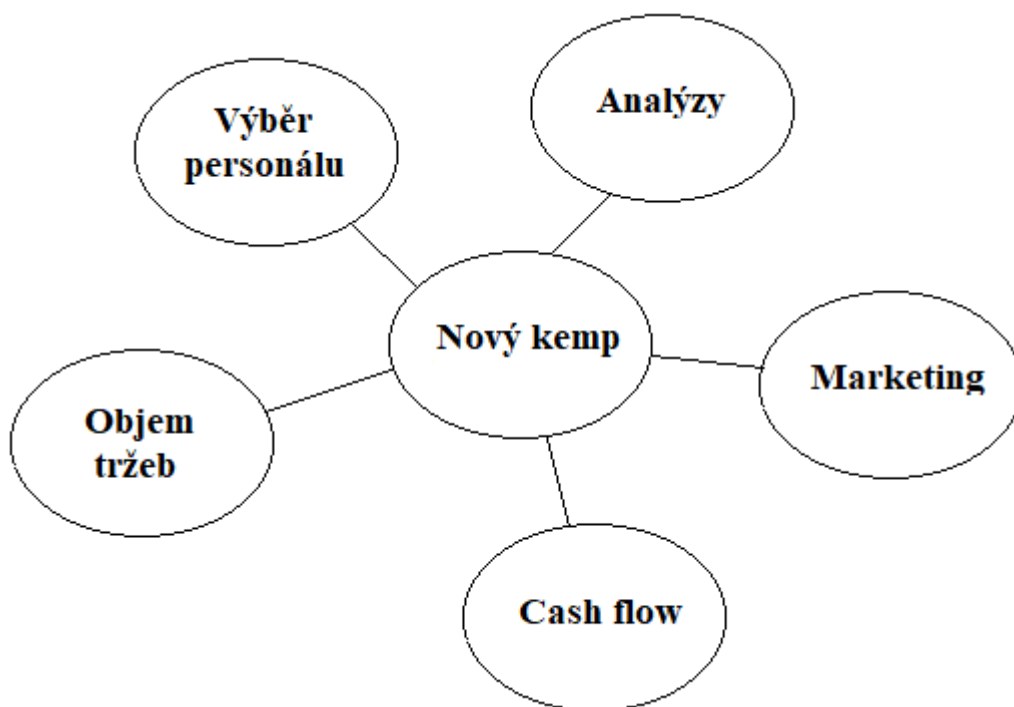 Analýzy
Výběr
personálu
Nový kemp
Marketing
Objem
tržeb
Cash flow